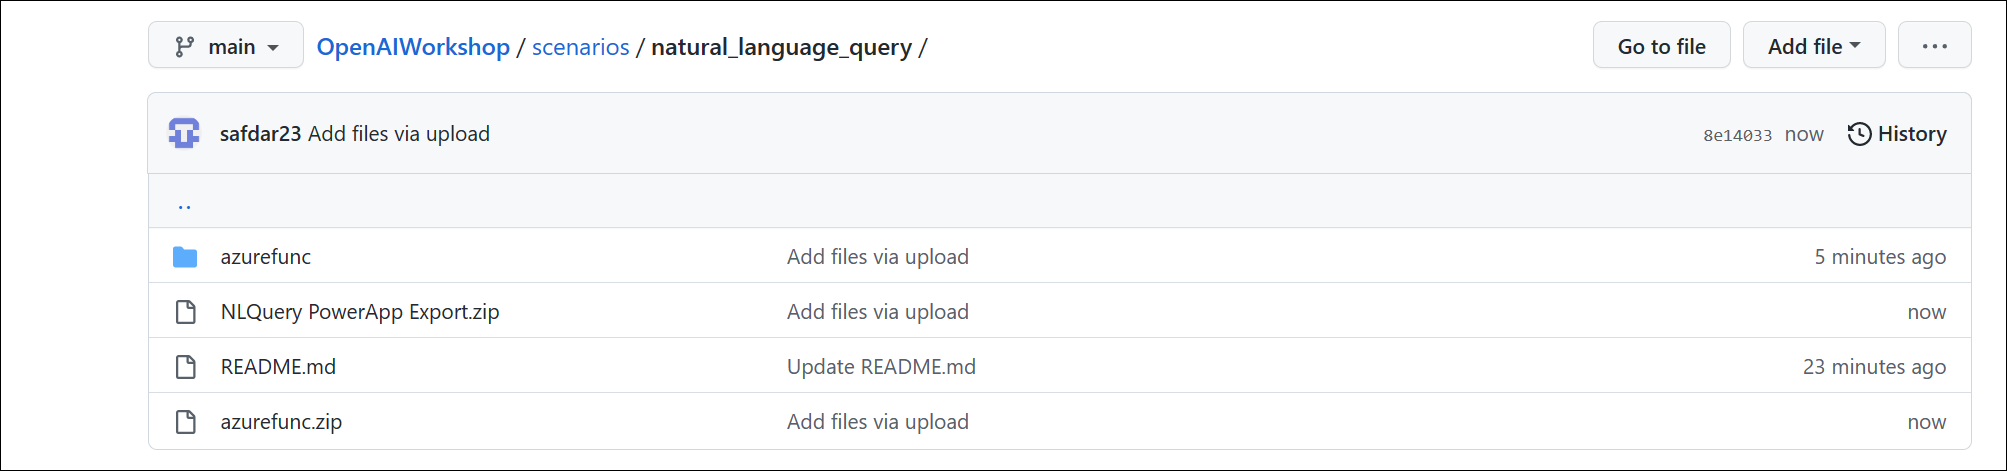 main OpenAIWorkshop / scenarios / natural_language_query / Go to file Add file ...
safdar23 Add files via upload 8e14033 now History
..
azurefunc Add files via upload 5 minutes ago
NLQuery PowerApp Export.zip Add files via upload now
README.md Update README.md 23 minutes ago
azurefunc.zip Add files via upload now